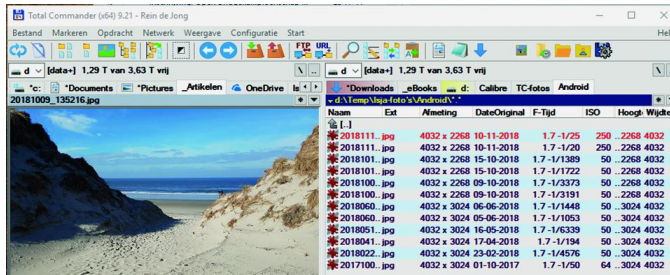 Total Commander (x64) 9.21 - Rein de Jong
Bestand Markeren Opdracht Netwerk Weergave Configuratie Start Hel
FTP URL
d [data+] 1,29 T van 3,63 T vrij \ .. d [data+] 1,29 T van 3,63 T vrij \ ..
*c: *Documents *Pictures _Artikelen OneDrive Is *Downloads _eBooks d: Calibre TC-foto's Android
20181009_135216.jpg * d:\Temp\Isja-foto's\Android\*.* *
Naam Ext Afmeting DateOriginal F-Tijd ISO Hoogt Wijdte
[..]
2018111.. jpg 4032 x 2268 10-11-2018 1.7 -1/25 250 ..2268 4032
2018111.. jpg 4032 x 2268 10-11-2018 1.7 -1/20 250 ..2268 4032
2018101.. jpg 4032 x 2268 15-10-2018 1.7 -1/1389 50 ..2268 4032
2018101.. jpg 4032 x 2268 15-10-2018 1.7 -1/1722 50 ..2268 4032
2018100.. jpg 4032 x 2268 09-10-2018 1.7 -1/3373 50 ..2268 4032
2018100.. jpg 4032 x 2268 09-10-2018 1.7 -1/3191 50 ..2268 4032
2018060.. jpg 4032 x 3024 06-06-2018 1.7 -1/1448 50 ..3024 4032
2018060.. jpg 4032 x 3024 05-06-2018 1.7 -1/1053 50 ..3024 4032
2018051.. jpg 4032 x 3024 16-05-2018 1.7 -1/6339 50 ..3024 4032
2018041.. jpg 4032 x 3024 17-04-2018 1.7 -1/194 50 ..3024 4032
2018022.. jpg 4032 x 3024 23-02-2018 1.7 -1/4576 50 ..3024 4032
2017100.. jpg 4032 x 3024 01-10-2017 1.7 -1/50 64 ..3024 4032